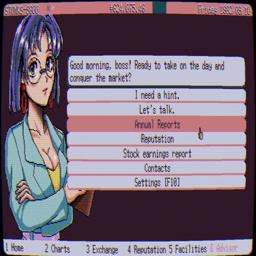 Good morning, boss! Ready to take on the day and
conquer the market?
I need a hint.
Let's talk.
Annual Reports
Reputation
Stock earnings report
Contacts
Settings [F10]
1 Home 2 Charts 3 Exchange 4 Reputation 5 Facilities 6 Advisor